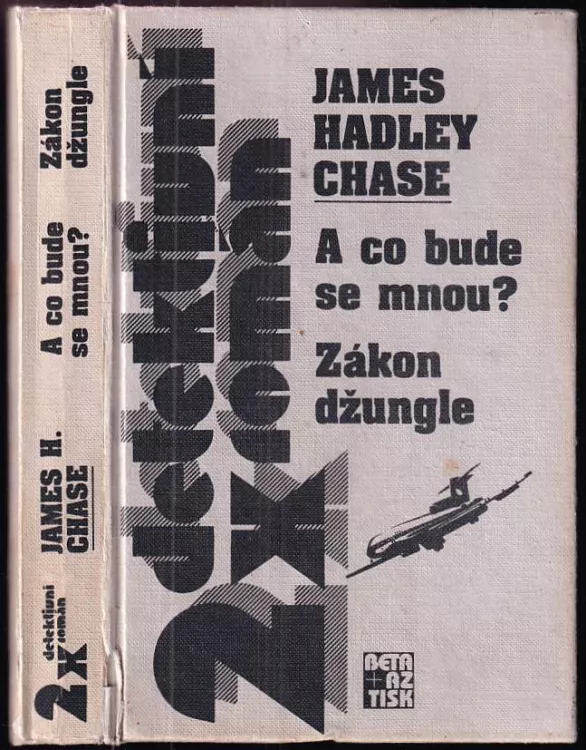 JAMES
HADLEY
CHASE
A co bude
se mnou?
Zákon
džungle
2x
detektivní
román
BETA
+AZ
TISK
2x
detektivní
román
JAMES H.
CHASE
A co bude
se mnou?
Zákon
džungle